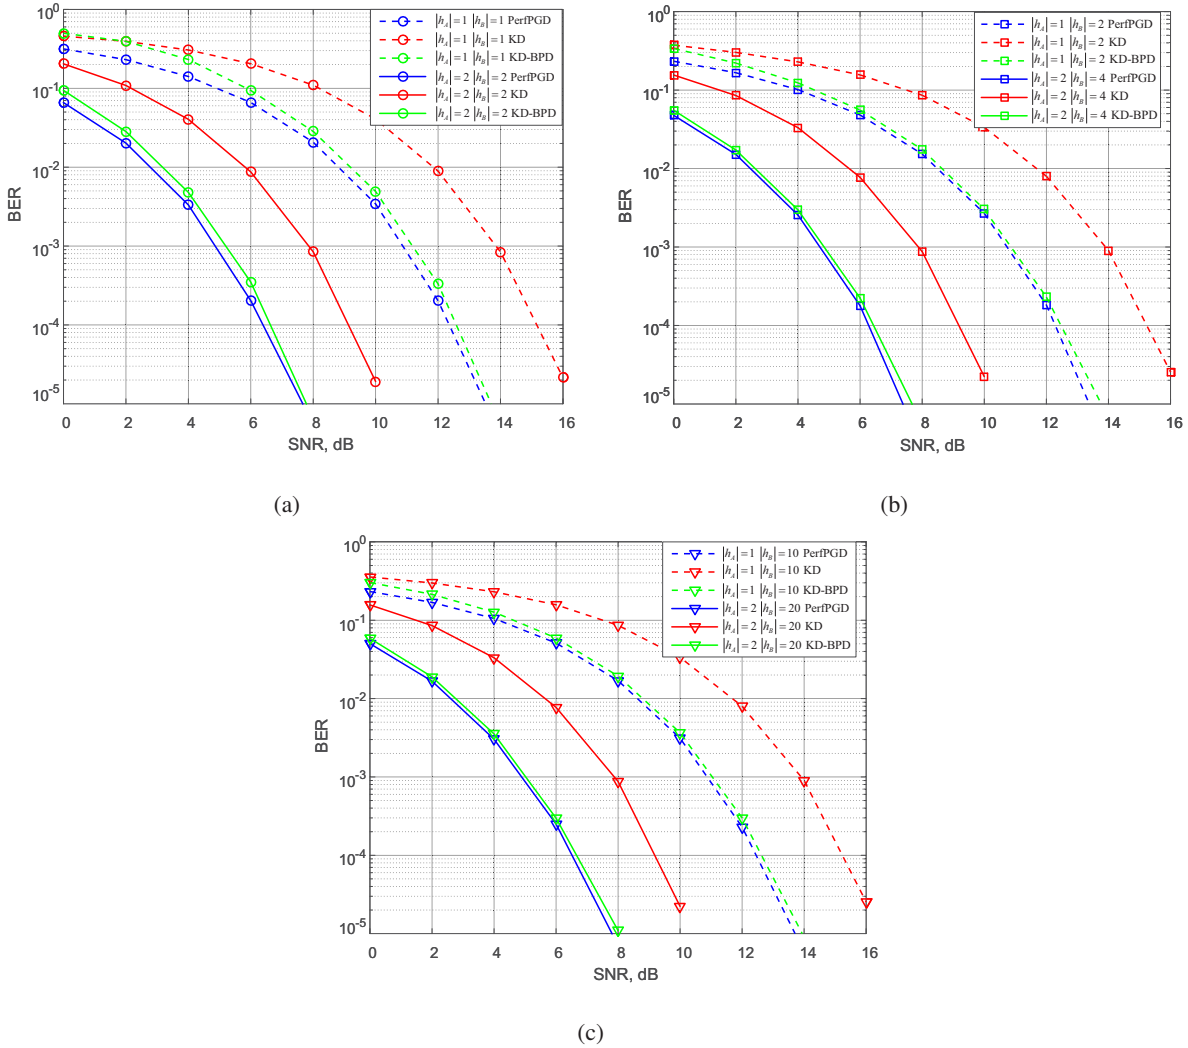 10^0
10^-1
10^-2
10^-3
10^-4
10^-5
BER
0 2 4 6 8 10 12 14 16
SNR, dB
|h_A| = 1 |h_B| = 1 PerfPGD
|h_A| = 1 |h_B| = 1 KD
|h_A| = 1 |h_B| = 1 KD-BPD
|h_A| = 2 |h_B| = 2 PerfPGD
|h_A| = 2 |h_B| = 2 KD
|h_A| = 2 |h_B| = 2 KD-BPD
(a)
10^0
10^-1
10^-2
10^-3
10^-4
10^-5
BER
0 2 4 6 8 10 12 14 16
SNR, dB
|h_A| = 1 |h_B| = 2 PerfPGD
|h_A| = 1 |h_B| = 2 KD
|h_A| = 1 |h_B| = 2 KD-BPD
|h_A| = 2 |h_B| = 4 PerfPGD
|h_A| = 2 |h_B| = 4 KD
|h_A| = 2 |h_B| = 4 KD-BPD
(b)
10^0
10^-1
10^-2
10^-3
10^-4
10^-5
BER
0 2 4 6 8 10 12 14 16
SNR, dB
|h_A| = 1 |h_B| = 10 PerfPGD
|h_A| = 1 |h_B| = 10 KD
|h_A| = 1 |h_B| = 10 KD-BPD
|h_A| = 2 |h_B| = 20 PerfPGD
|h_A| = 2 |h_B| = 20 KD
|h_A| = 2 |h_B| = 20 KD-BPD
(c)